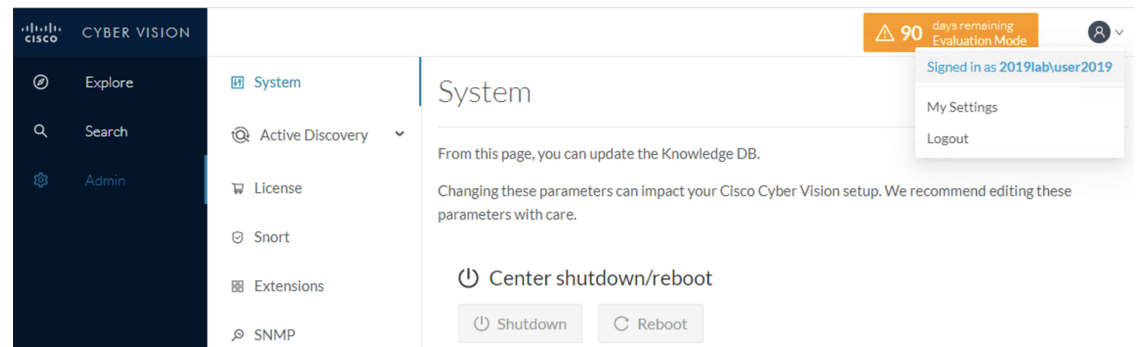 CISCO CYBER VISION
90 days remaining
Evaluation Mode
Signed in as 2019lab\user2019
My Settings
Logout
Explore
Search
Admin
System
Active Discovery
License
Snort
Extensions
SNMP
System
From this page, you can update the Knowledge DB.
Changing these parameters can impact your Cisco Cyber Vision setup. We recommend editing these
parameters with care.
Center shutdown/reboot
Shutdown
Reboot